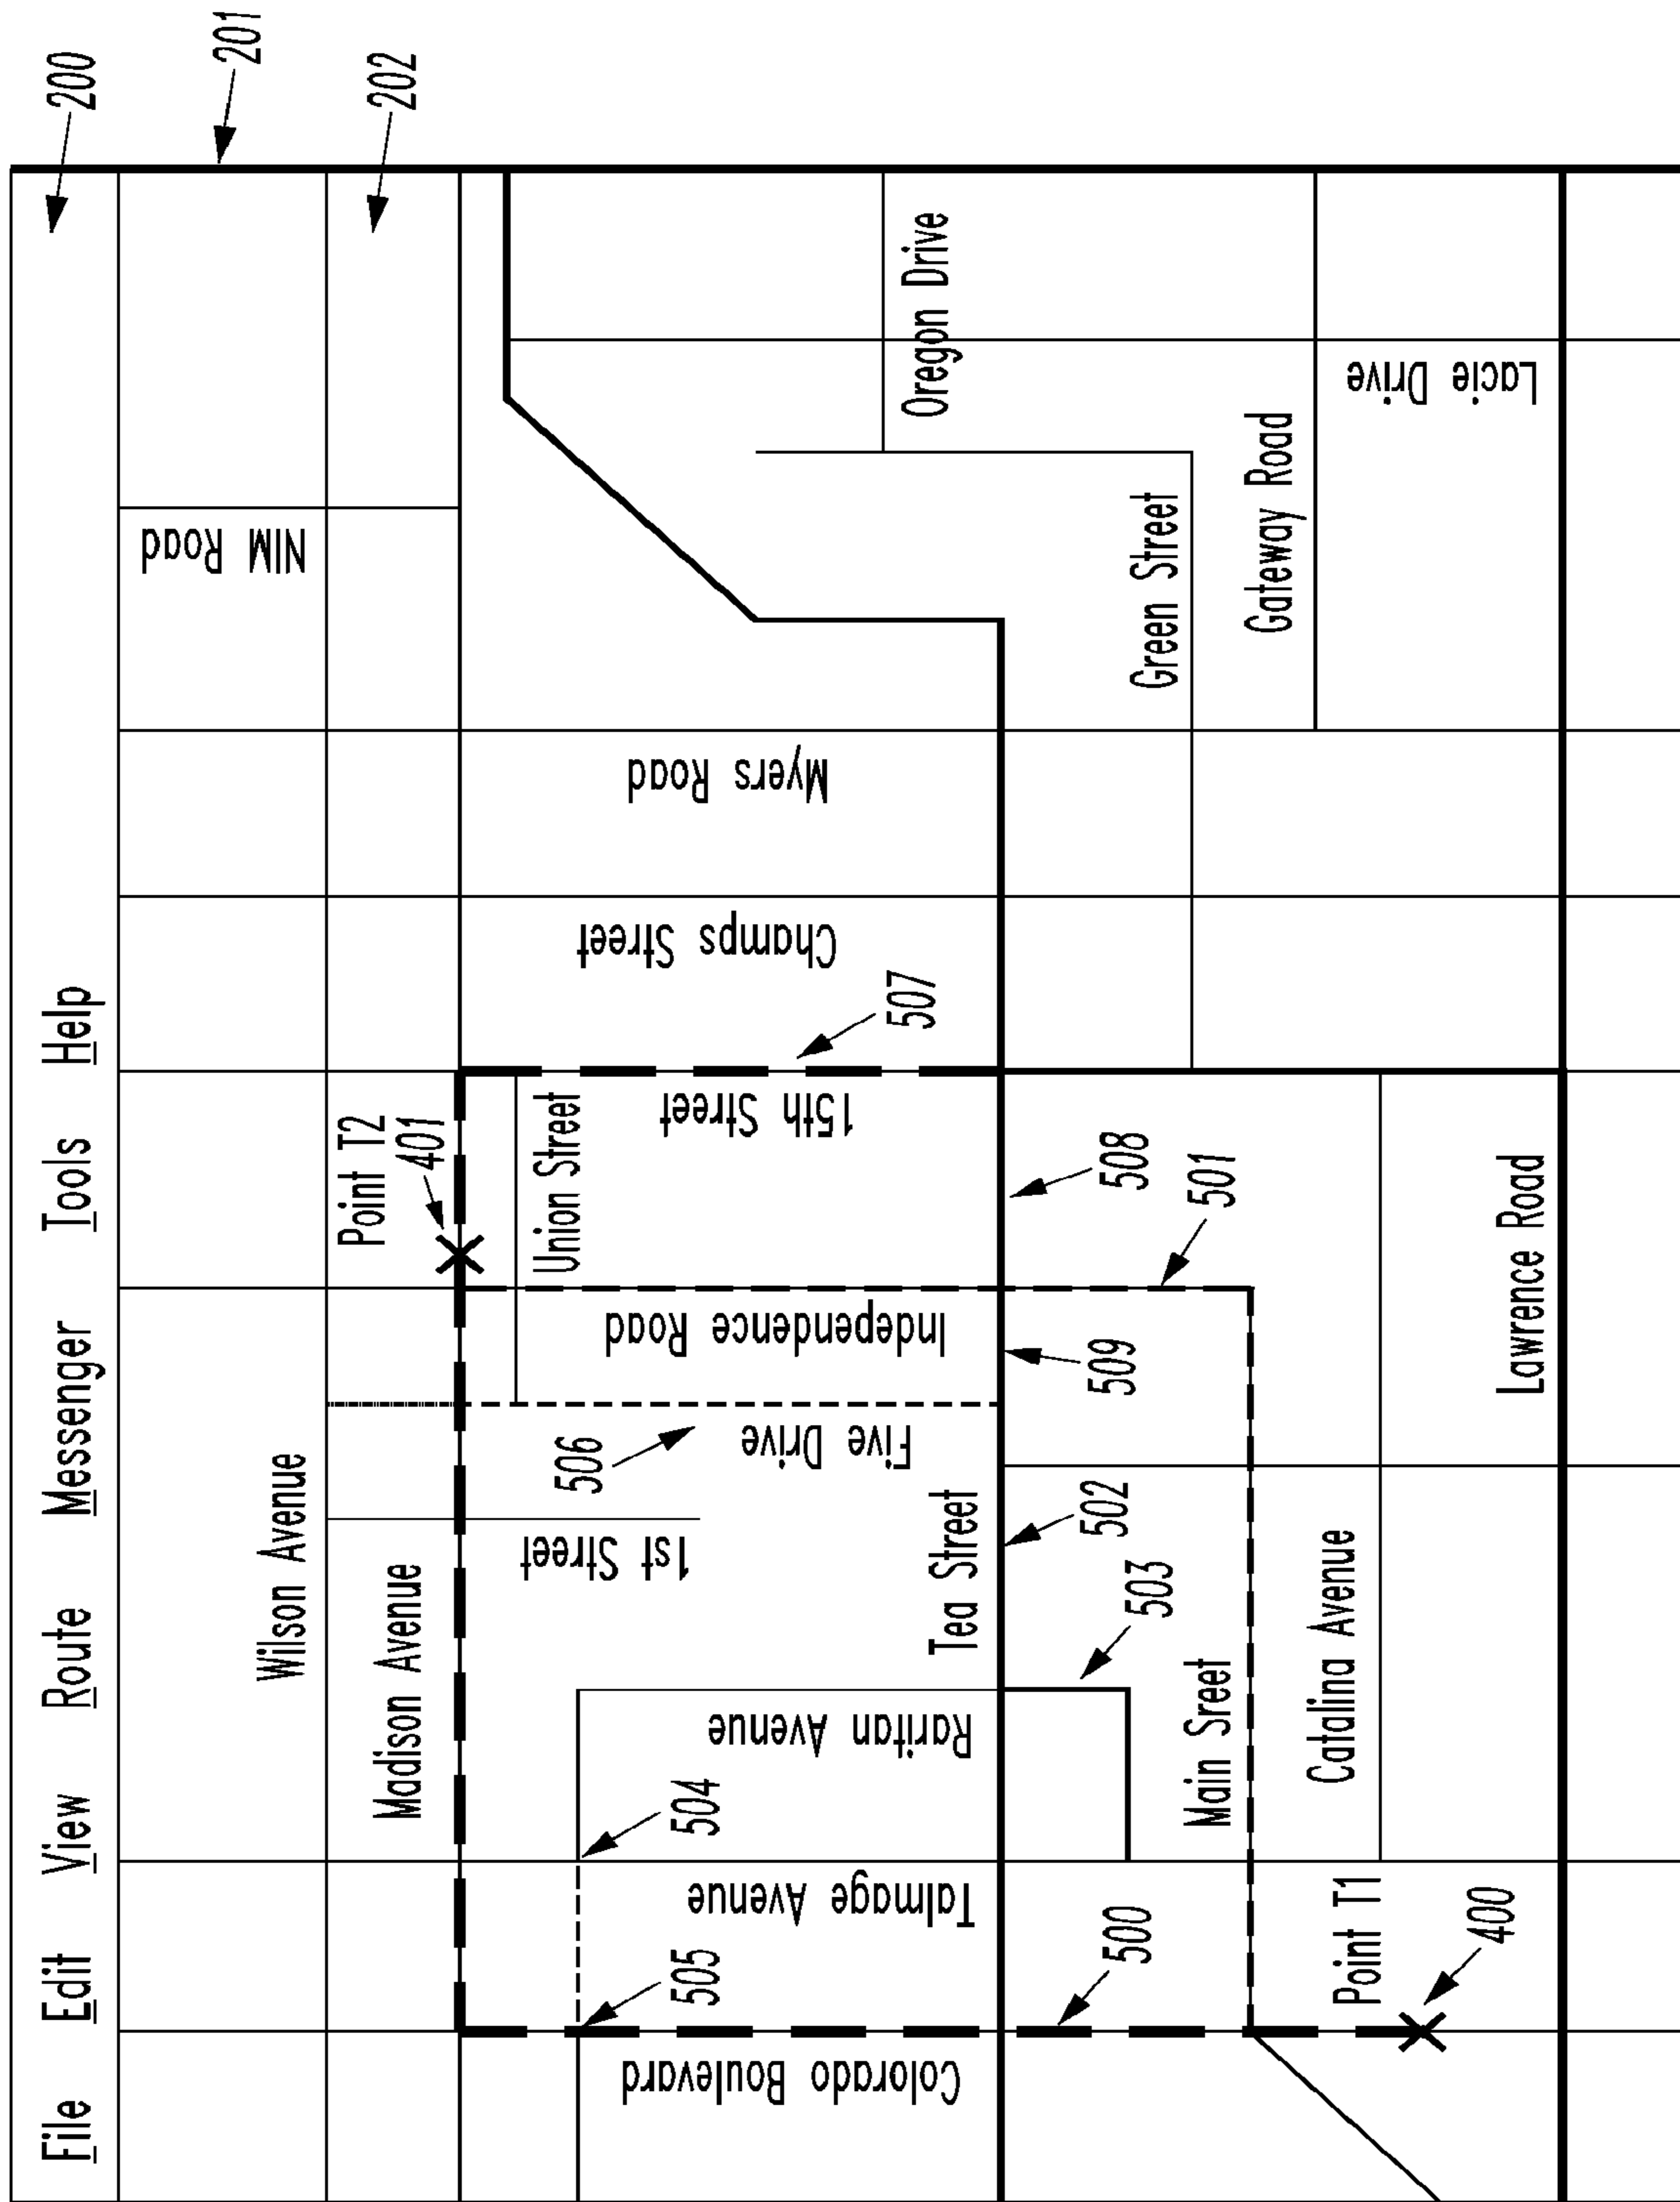 File Edit View Route Messenger Tools Help
200
201
202
Wilson Avenue
NIM Road
Point T2
401
Madison Avenue
Union Street
1st Street
506
15th Street
Champs Street
507
Myers Road
Independence Road
Five Drive
504
505
Raritan Avenue
Talmage Avenue
Colorado Boulevard
Tea Street
Oregon Drive
509
508
502
503
500
501
Main Sreet
Green Street
Gateway Road
Catalina Avenue
Lacie Drive
Point T1
400
Lawrence Road